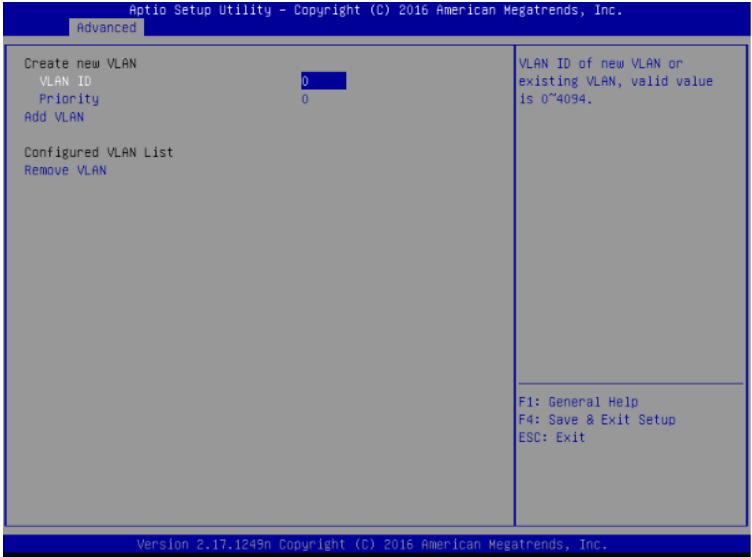 Aptio Setup Utility – Copyright (C) 2016 American Megatrends, Inc.
Advanced
Create new VLAN
VLAN ID 0
Priority 0
Add VLAN
Configured VLAN List
Remove VLAN
VLAN ID of new VLAN or
existing VLAN, valid value
is 0~4094.
F1: General Help
F4: Save & Exit Setup
ESC: Exit
Version 2.17.1249n Copyright (C) 2016 American Megatrends, Inc.